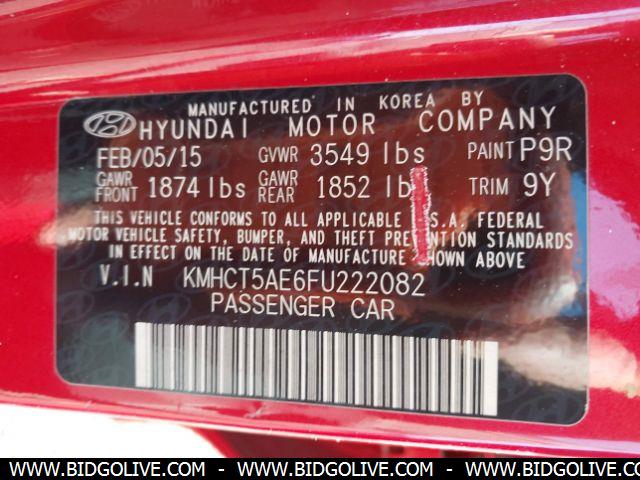 MANUFACTURED IN KOREA BY
HYUNDAI MOTOR COMPANY
FEB/05/15 GVWR 3549 lbs PAINT P9R
GAWR FRONT 1874 lbs GAWR REAR 1852 lb TRIM 9Y
THIS VEHICLE CONFORMS TO ALL APPLICABLE .S.A. FEDERAL
MOTOR VEHICLE SAFETY, BUMPER, AND THEFT PRE NTION STANDARDS
IN EFFECT ON THE DATE OF MANUFACTURE SHOWN ABOVE
V.I.N KMHCT5AE6FU222082
PASSENGER CAR
WWW.BIDGOLIVE.COM - WWW.BIDGOLIVE.COM - WWW.BIDGOLIVE.COM